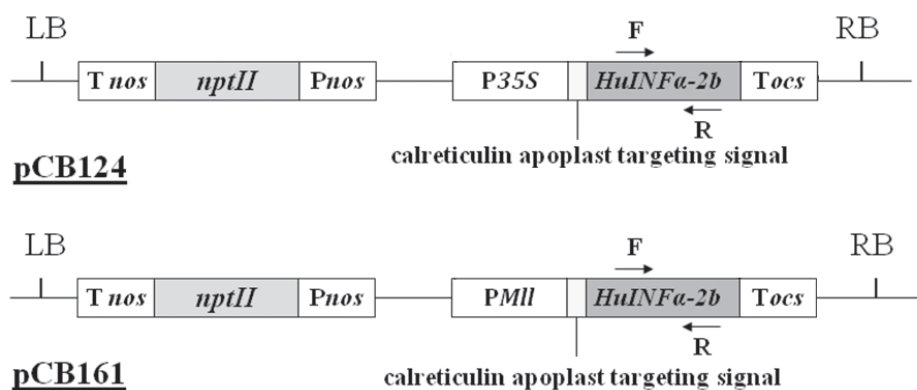 LB RB
F
T nos nptII Pnos P35S HuINFα-2b Tocs
R
calreticulin apoplast targeting signal
pCB124
LB RB
F
T nos nptII Pnos PMll HuINFα-2b Tocs
R
calreticulin apoplast targeting signal
pCB161